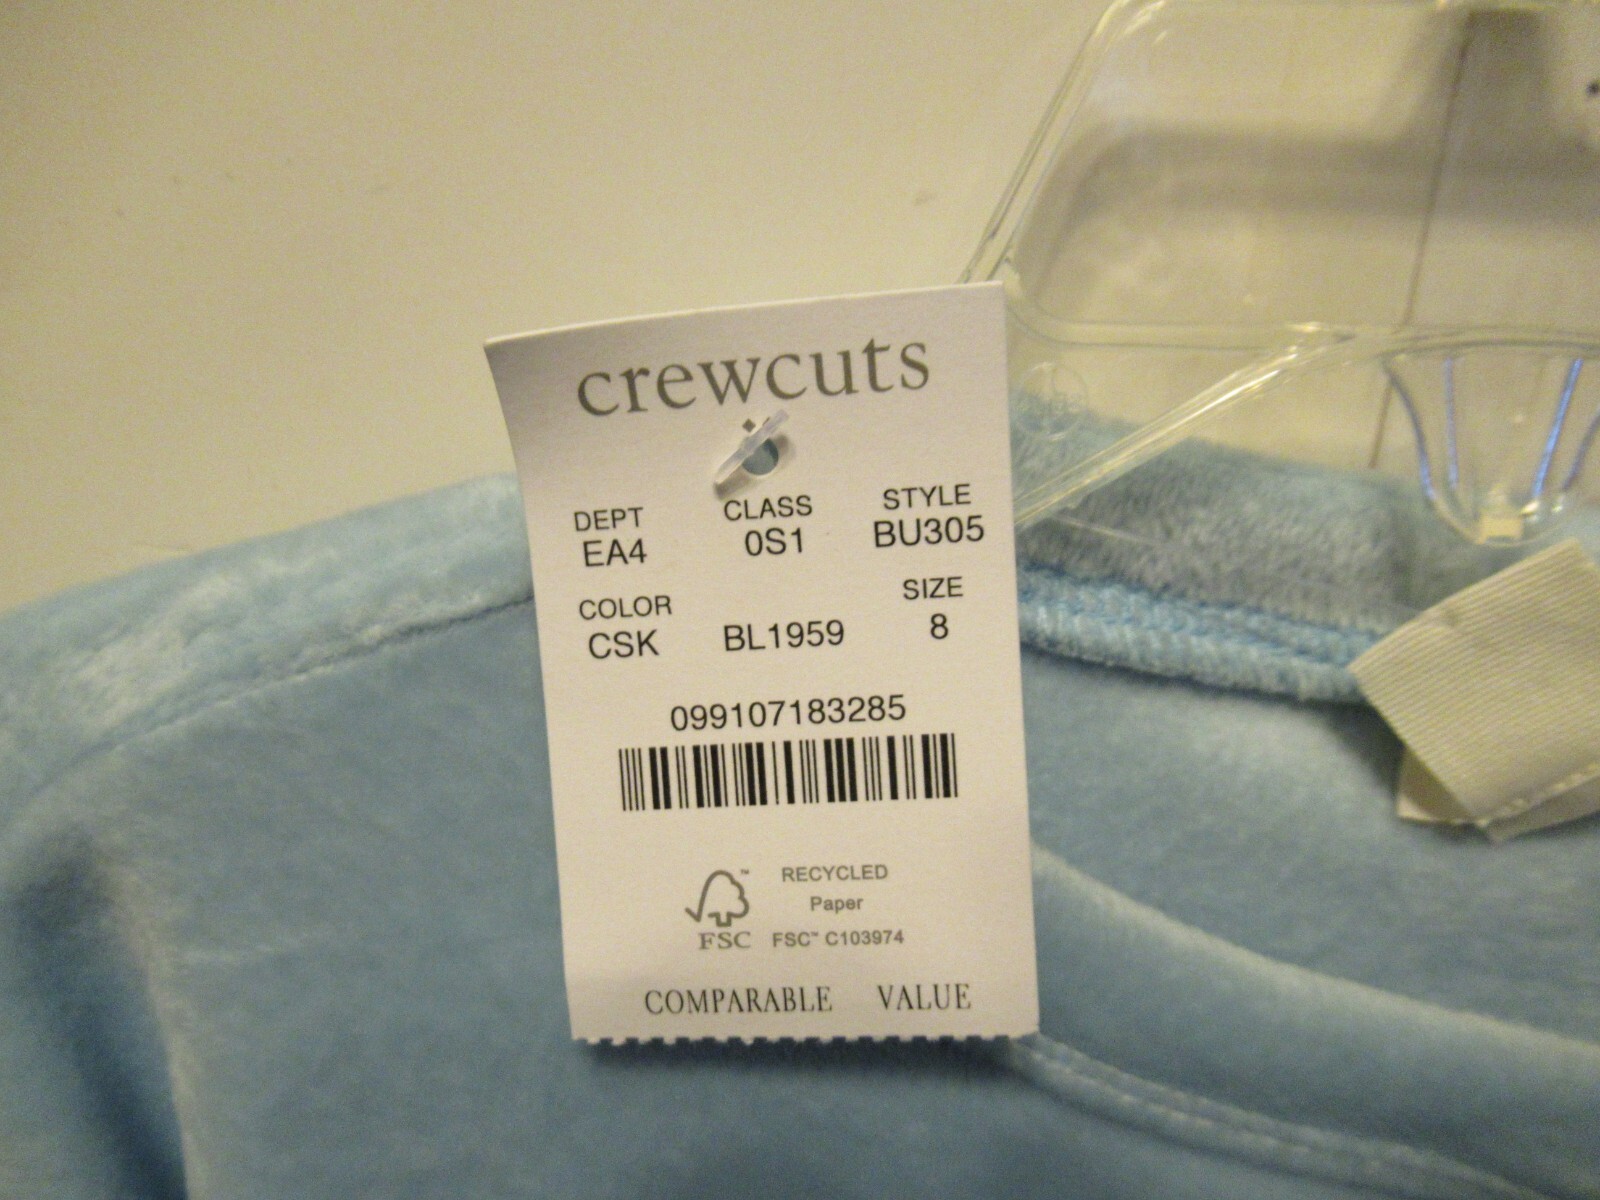 crewcuts
DEPT CLASS STYLE
EA4 0S1 BU305
COLOR SIZE
CSK BL1959 8
099107183285
RECYCLED
Paper
FSC™ C103974
™
FSC
COMPARABLE VALUE